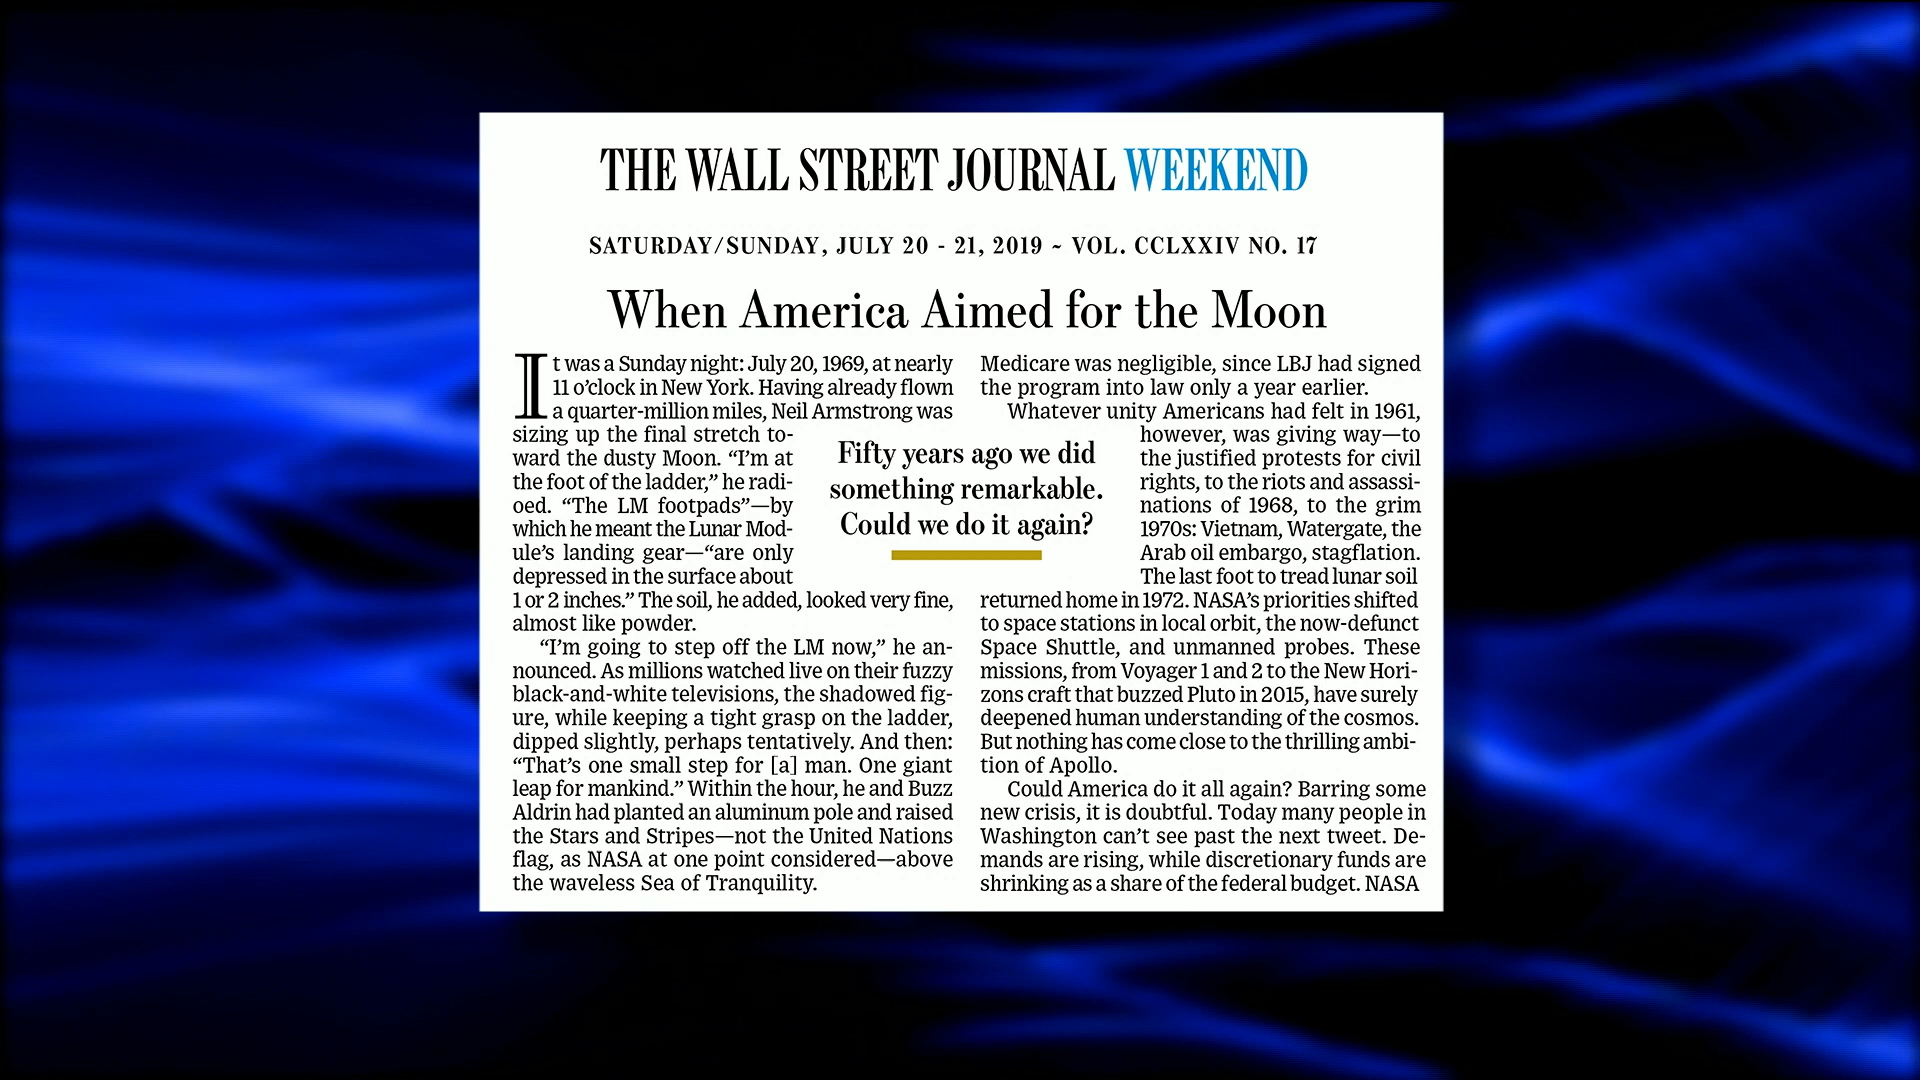 THE WALL STREET JOURNAL WEEKEND
SATURDAY/SUNDAY, JULY 20 - 21, 2019 ~ VOL. CCLXXIV NO. 17
When America Aimed for the Moon
It was a Sunday night: July 20, 1969, at nearly
11 o’clock in New York. Having already flown
a quarter-million miles, Neil Armstrong was
sizing up the final stretch to-
ward the dusty Moon. “I’m at
the foot of the ladder,” he radi-
oed. “The LM footpads”—by
which he meant the Lunar Mod-
ule’s landing gear—“are only
depressed in the surface about
1 or 2 inches.” The soil, he added, looked very fine,
almost like powder.
“I’m going to step off the LM now,” he an-
nounced. As millions watched live on their fuzzy
black-and-white televisions, the shadowed fig-
ure, while keeping a tight grasp on the ladder,
dipped slightly, perhaps tentatively. And then:
“That’s one small step for [a] man. One giant
leap for mankind.” Within the hour, he and Buzz
Aldrin had planted an aluminum pole and raised
the Stars and Stripes—not the United Nations
flag, as NASA at one point considered—above
the waveless Sea of Tranquility.
Fifty years ago we did
something remarkable.
Could we do it again?
Medicare was negligible, since LBJ had signed
the program into law only a year earlier.
Whatever unity Americans had felt in 1961,
however, was giving way—to
the justified protests for civil
rights, to the riots and assassi-
nations of 1968, to the grim
1970s: Vietnam, Watergate, the
Arab oil embargo, stagflation.
The last foot to tread lunar soil
returned home in 1972. NASA’s priorities shifted
to space stations in local orbit, the now-defunct
Space Shuttle, and unmanned probes. These
missions, from Voyager 1 and 2 to the New Hori-
zons craft that buzzed Pluto in 2015, have surely
deepened human understanding of the cosmos.
But nothing has come close to the thrilling ambi-
tion of Apollo.
Could America do it all again? Barring some
new crisis, it is doubtful. Today many people in
Washington can’t see past the next tweet. De-
mands are rising, while discretionary funds are
shrinking as a share of the federal budget. NASA